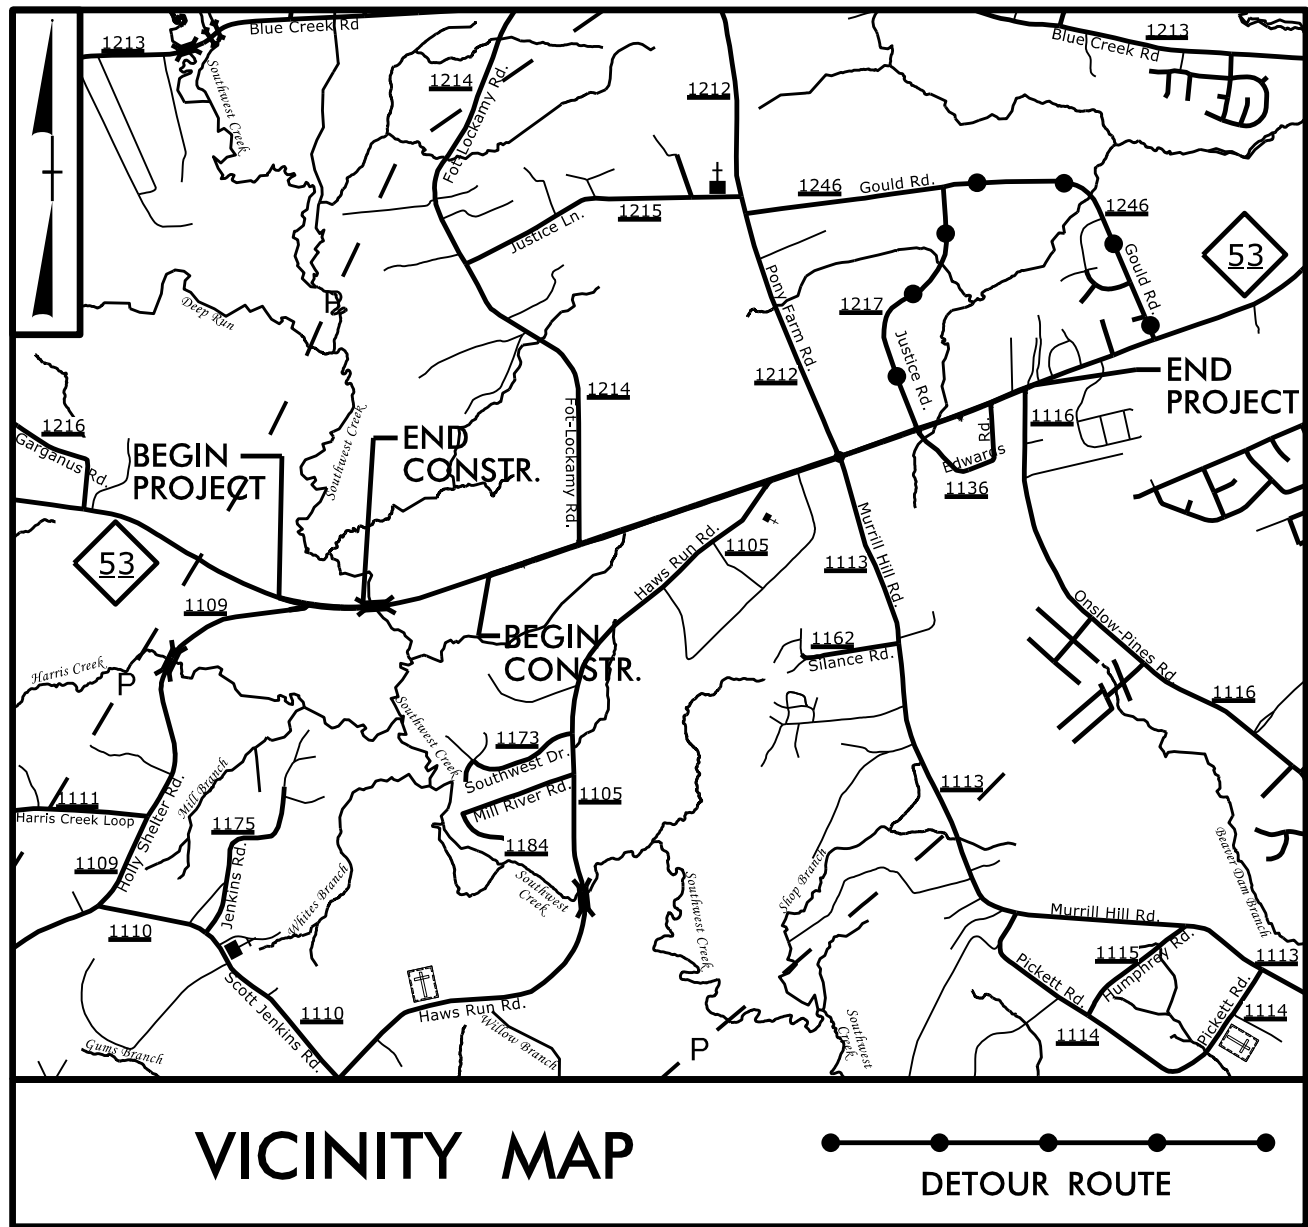 1213
Blue Creek Rd
Southwest Creek
1214
Fot-Lockamy Rd.
1212
1213
Blue Creek Rd
1246
Gould Rd.
1246
Gould Rd.
53
1215
Justice Ln.
Deep Run
P
Pony Farm Rd.
1217
Justice Rd.
1212
1214
Fot-Lockamy Rd.
Southwest Creek
1216
Garganus Rd.
BEGIN
PROJECT
END
CONSTR.
END
PROJECT
1116
Edwards
Rd.
1136
53
1109
Haws Run Rd.
1105
Murrill Hill Rd.
1113
BEGIN
CONSTR.
1162
Silance Rd.
Onslow-Pines Rd
1116
Harris Creek
P
Southwest Creek
1173
Southwest Dr.
Mill River Rd.
1105
1184
1113
1111
Harris Creek Loop
Holly Shelter Rd.
Mill Branch
1175
Jenkins Rd.
1109
Whites Branch
Southwest
Creek
Southwest Creek
Shop Branch
Beaver Dam Branch
1110
Murrill Hill Rd.
1115
Humphrey Rd.
1113
Pickett Rd.
Pickett Rd.
1114
1114
Scott Jenkins Rd.
1110
Haws Run Rd.
Willow Branch
Gums Branch
P
Southwest
Creek
VICINITY MAP
DETOUR ROUTE